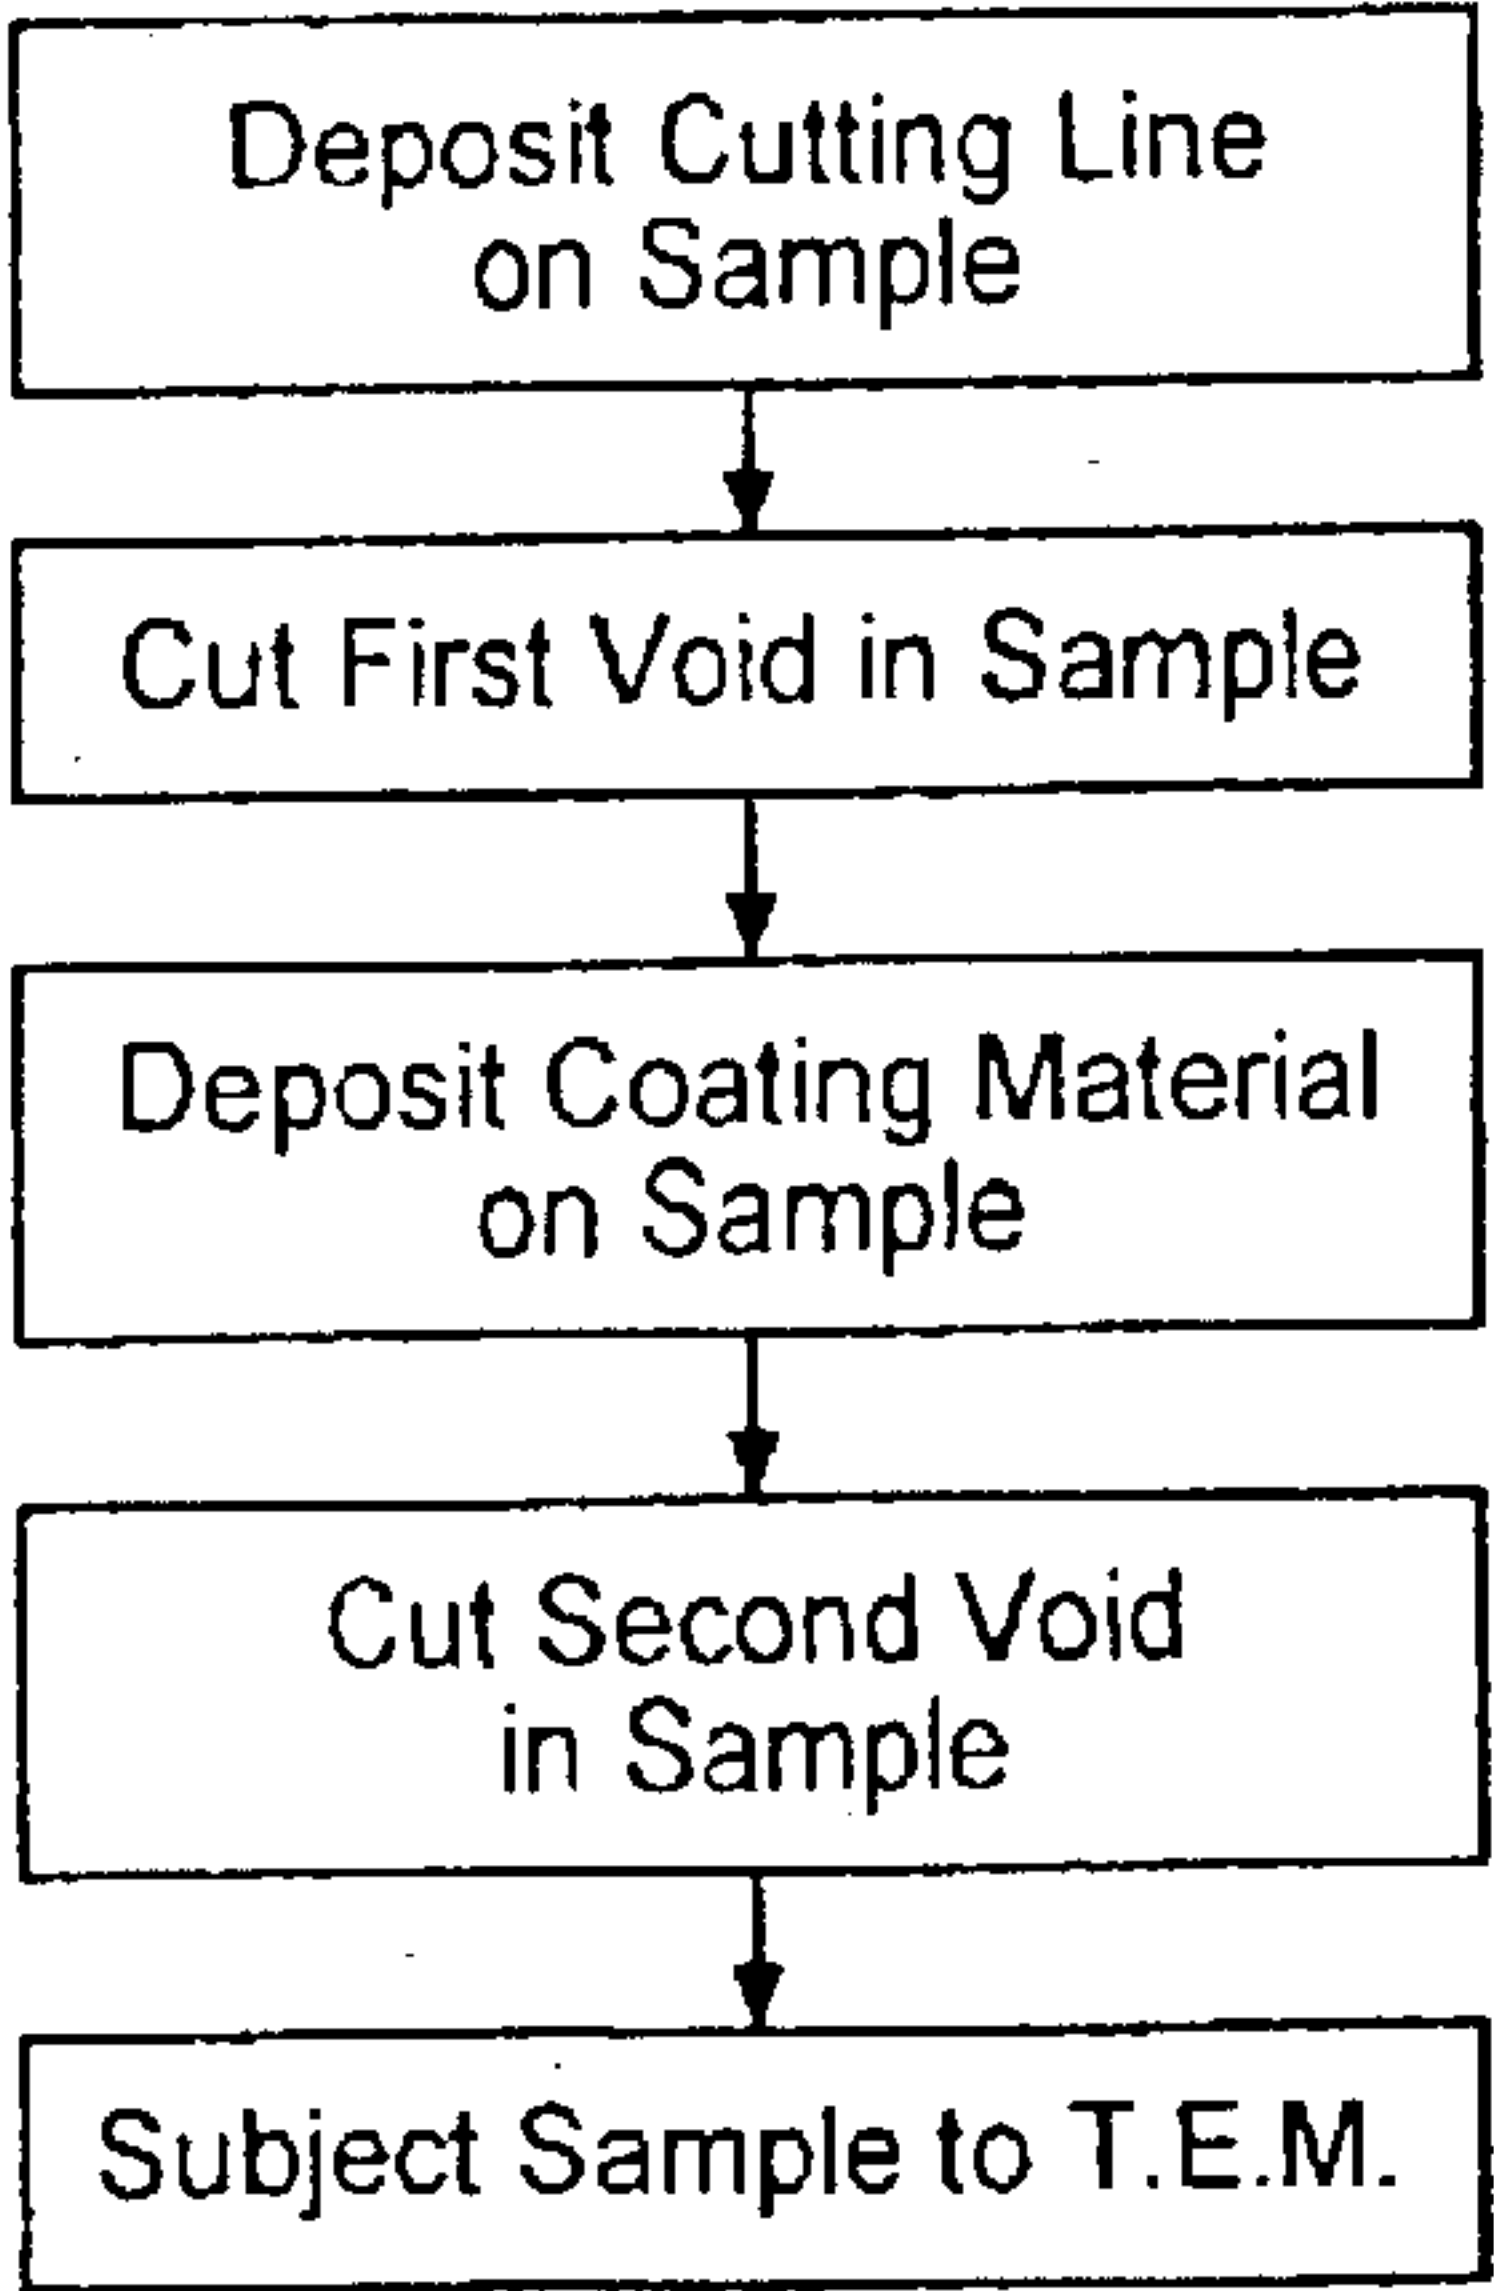 Deposit Cutting Line
on Sample
Cut First Void in Sample
Deposit Coating Material
on Sample
Cut Second Void
in Sample
Subject Sample to T.E.M.